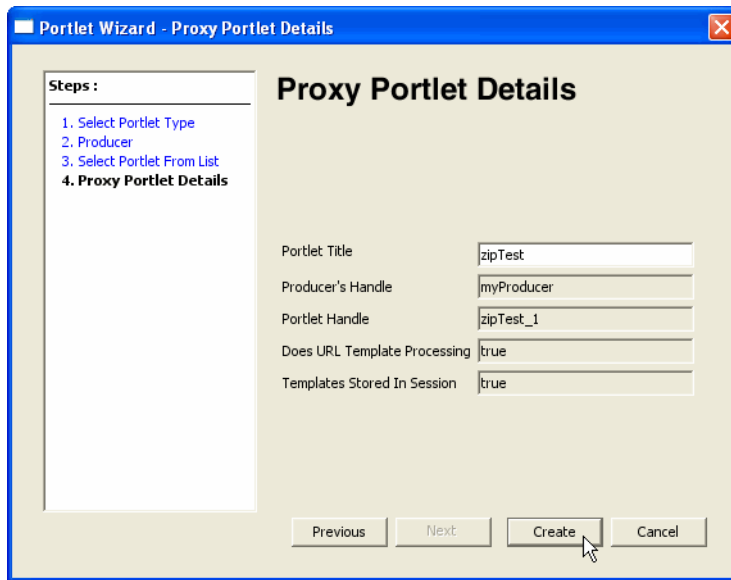 Portlet Wizard - Proxy Portlet Details
Steps :
1. Select Portlet Type
2. Producer
3. Select Portlet From List
4. Proxy Portlet Details
Proxy Portlet Details
Portlet Title zipTest
Producer's Handle myProducer
Portlet Handle zipTest_1
Does URL Template Processing true
Templates Stored In Session true
Previous Next Create Cancel